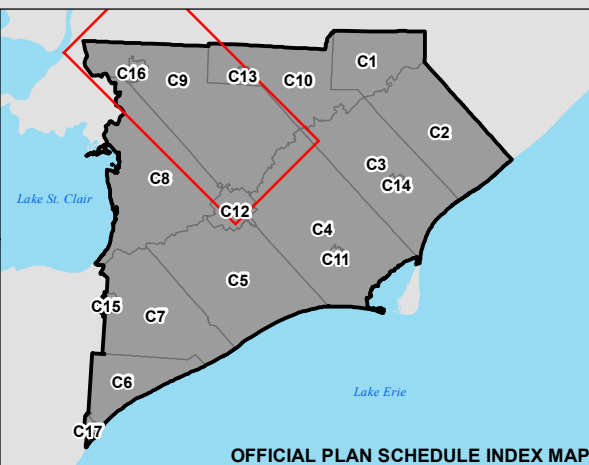 C1
C16
C9
C13
C10
C2
C3
C14
C8
Lake St. Clair
C12
C4
C11
C5
C15
C7
C6
Lake Erie
C17
OFFICIAL PLAN SCHEDULE INDEX MAP